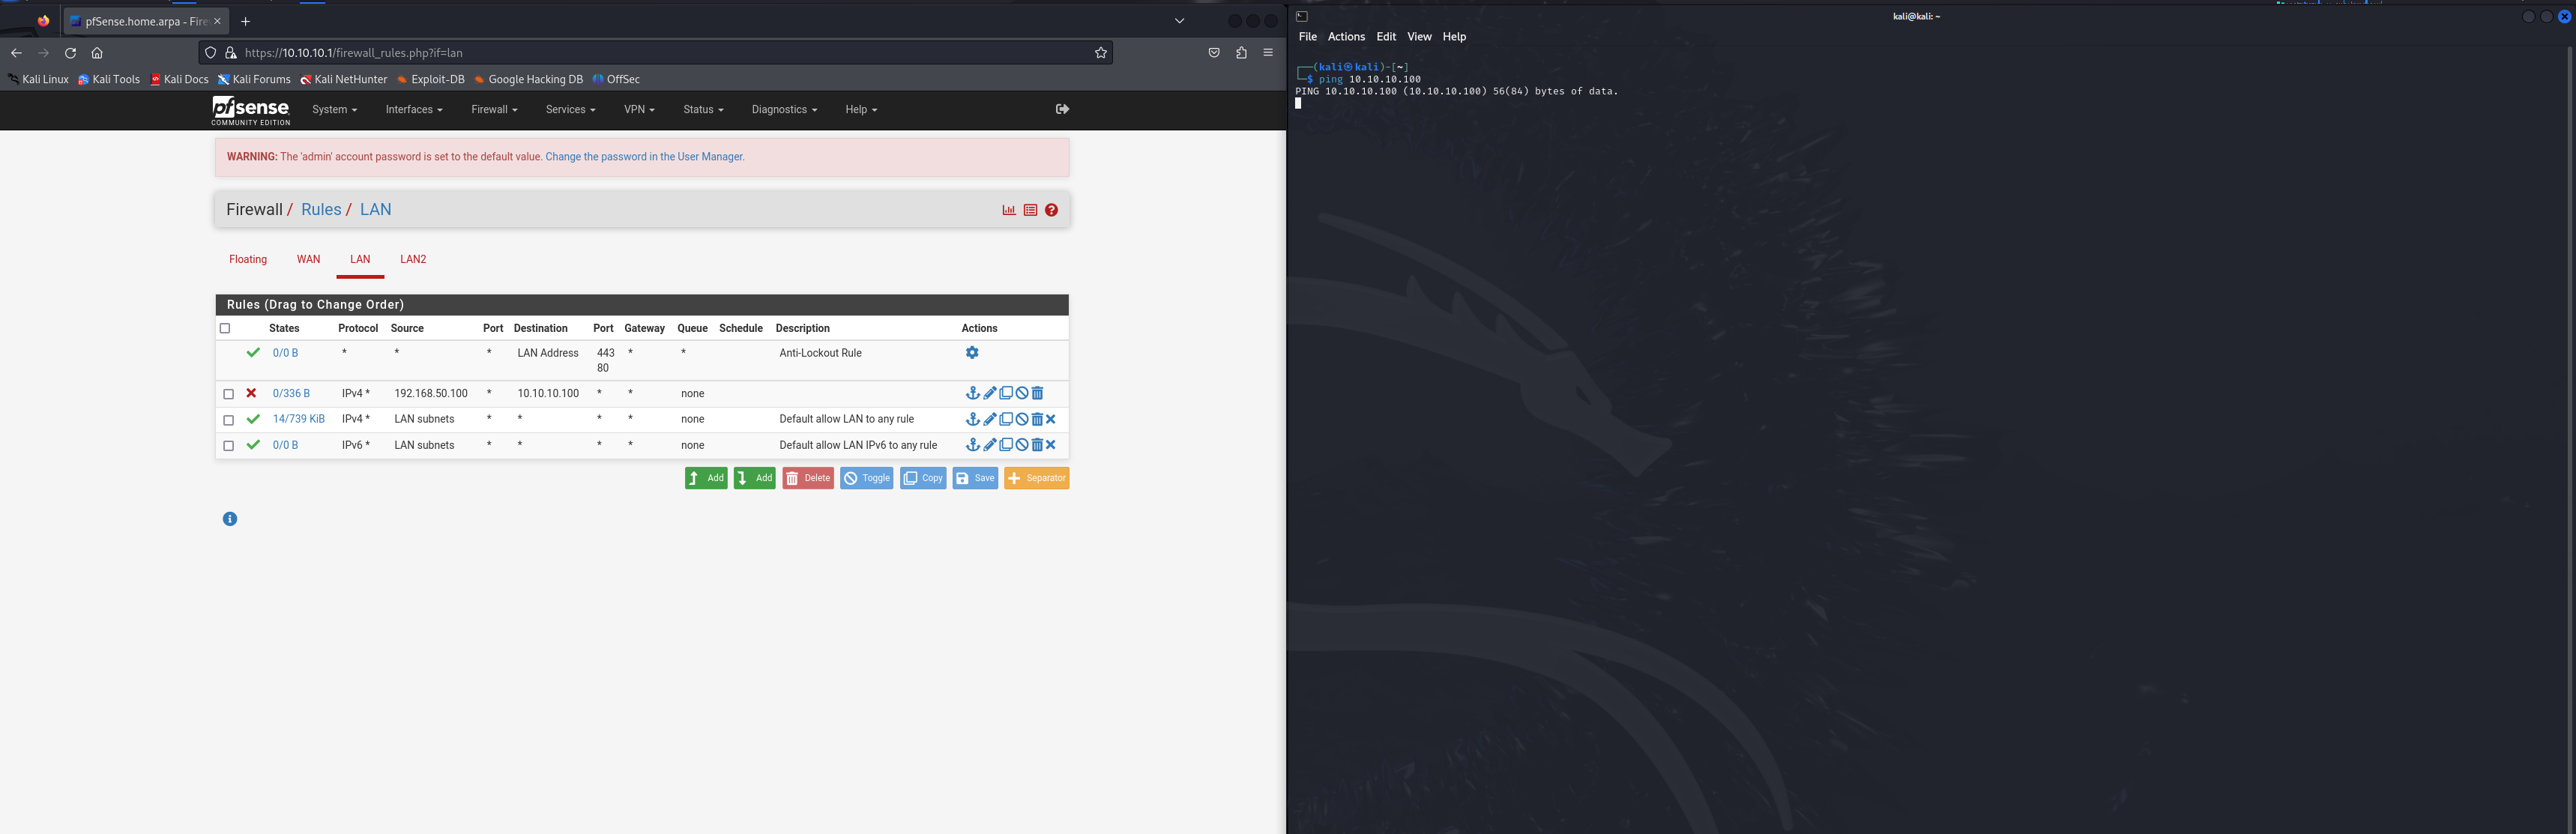 pfSense.home.arpa - Fire
https://10.10.10.1/firewall_rules.php?if=lan
Kali Linux Kali Tools Kali Docs Kali Forums Kali NetHunter Exploit-DB Google Hacking DB OffSec
pfsense
COMMUNITY EDITION
System Interfaces Firewall Services VPN Status Diagnostics Help
WARNING: The 'admin' account password is set to the default value. Change the password in the User Manager.
Firewall / Rules / LAN
Floating WAN LAN LAN2
Rules (Drag to Change Order)
States Protocol Source Port Destination Port Gateway Queue Schedule Description Actions
0/0 B * * * LAN Address 443 * * Anti-Lockout Rule
80
0/336 B IPv4 * 192.168.50.100 * 10.10.10.100 * * none
14/739 KiB IPv4 * LAN subnets * * * * none Default allow LAN to any rule
0/0 B IPv6 * LAN subnets * * * * none Default allow LAN IPv6 to any rule
Add Add Delete Toggle Copy Save Separator
kali@kali: ~
File Actions Edit View Help
┌──(kali㉿kali)-[~]
└─$ ping 10.10.10.100
PING 10.10.10.100 (10.10.10.100) 56(84) bytes of data.